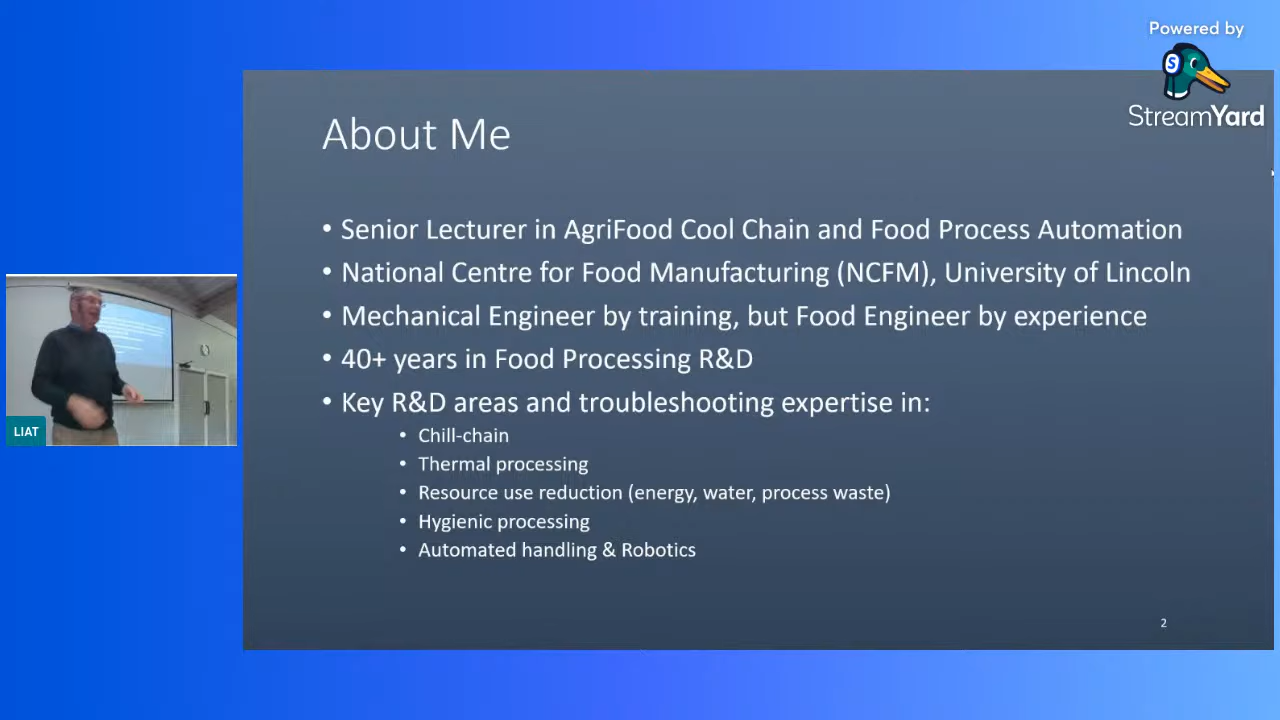 Powered by
S
StreamYard
About Me
• Senior Lecturer in AgriFood Cool Chain and Food Process Automation
• National Centre for Food Manufacturing (NCFM), University of Lincoln
• Mechanical Engineer by training, but Food Engineer by experience
• 40+ years in Food Processing R&D
• Key R&D areas and troubleshooting expertise in:
• Chill-chain
• Thermal processing
• Resource use reduction (energy, water, process waste)
• Hygienic processing
• Automated handling & Robotics
LIAT
2